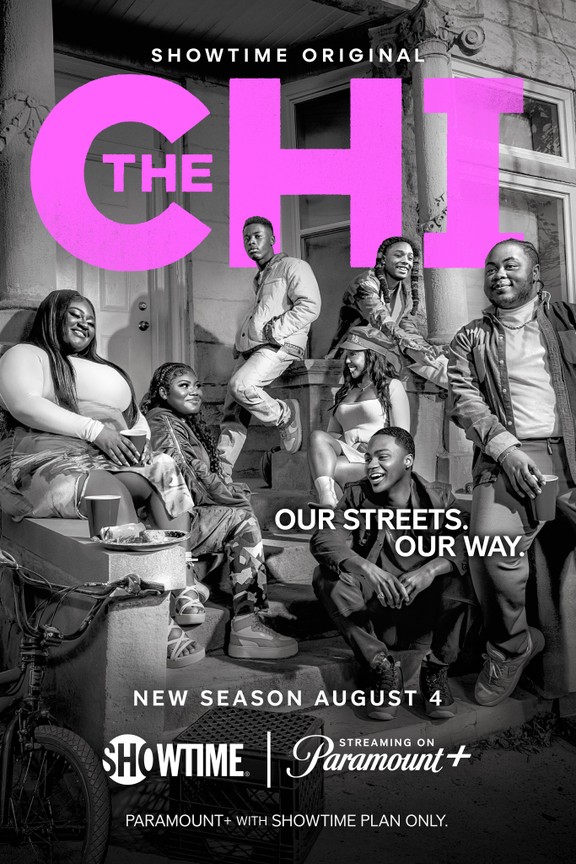 SHOWTIME ORIGINAL
THE CHI
OUR STREETS.
OUR WAY.
NEW SEASON AUGUST 4
SHOWTIME® | STREAMING ON Paramount+
PARAMOUNT+ WITH SHOWTIME PLAN ONLY.